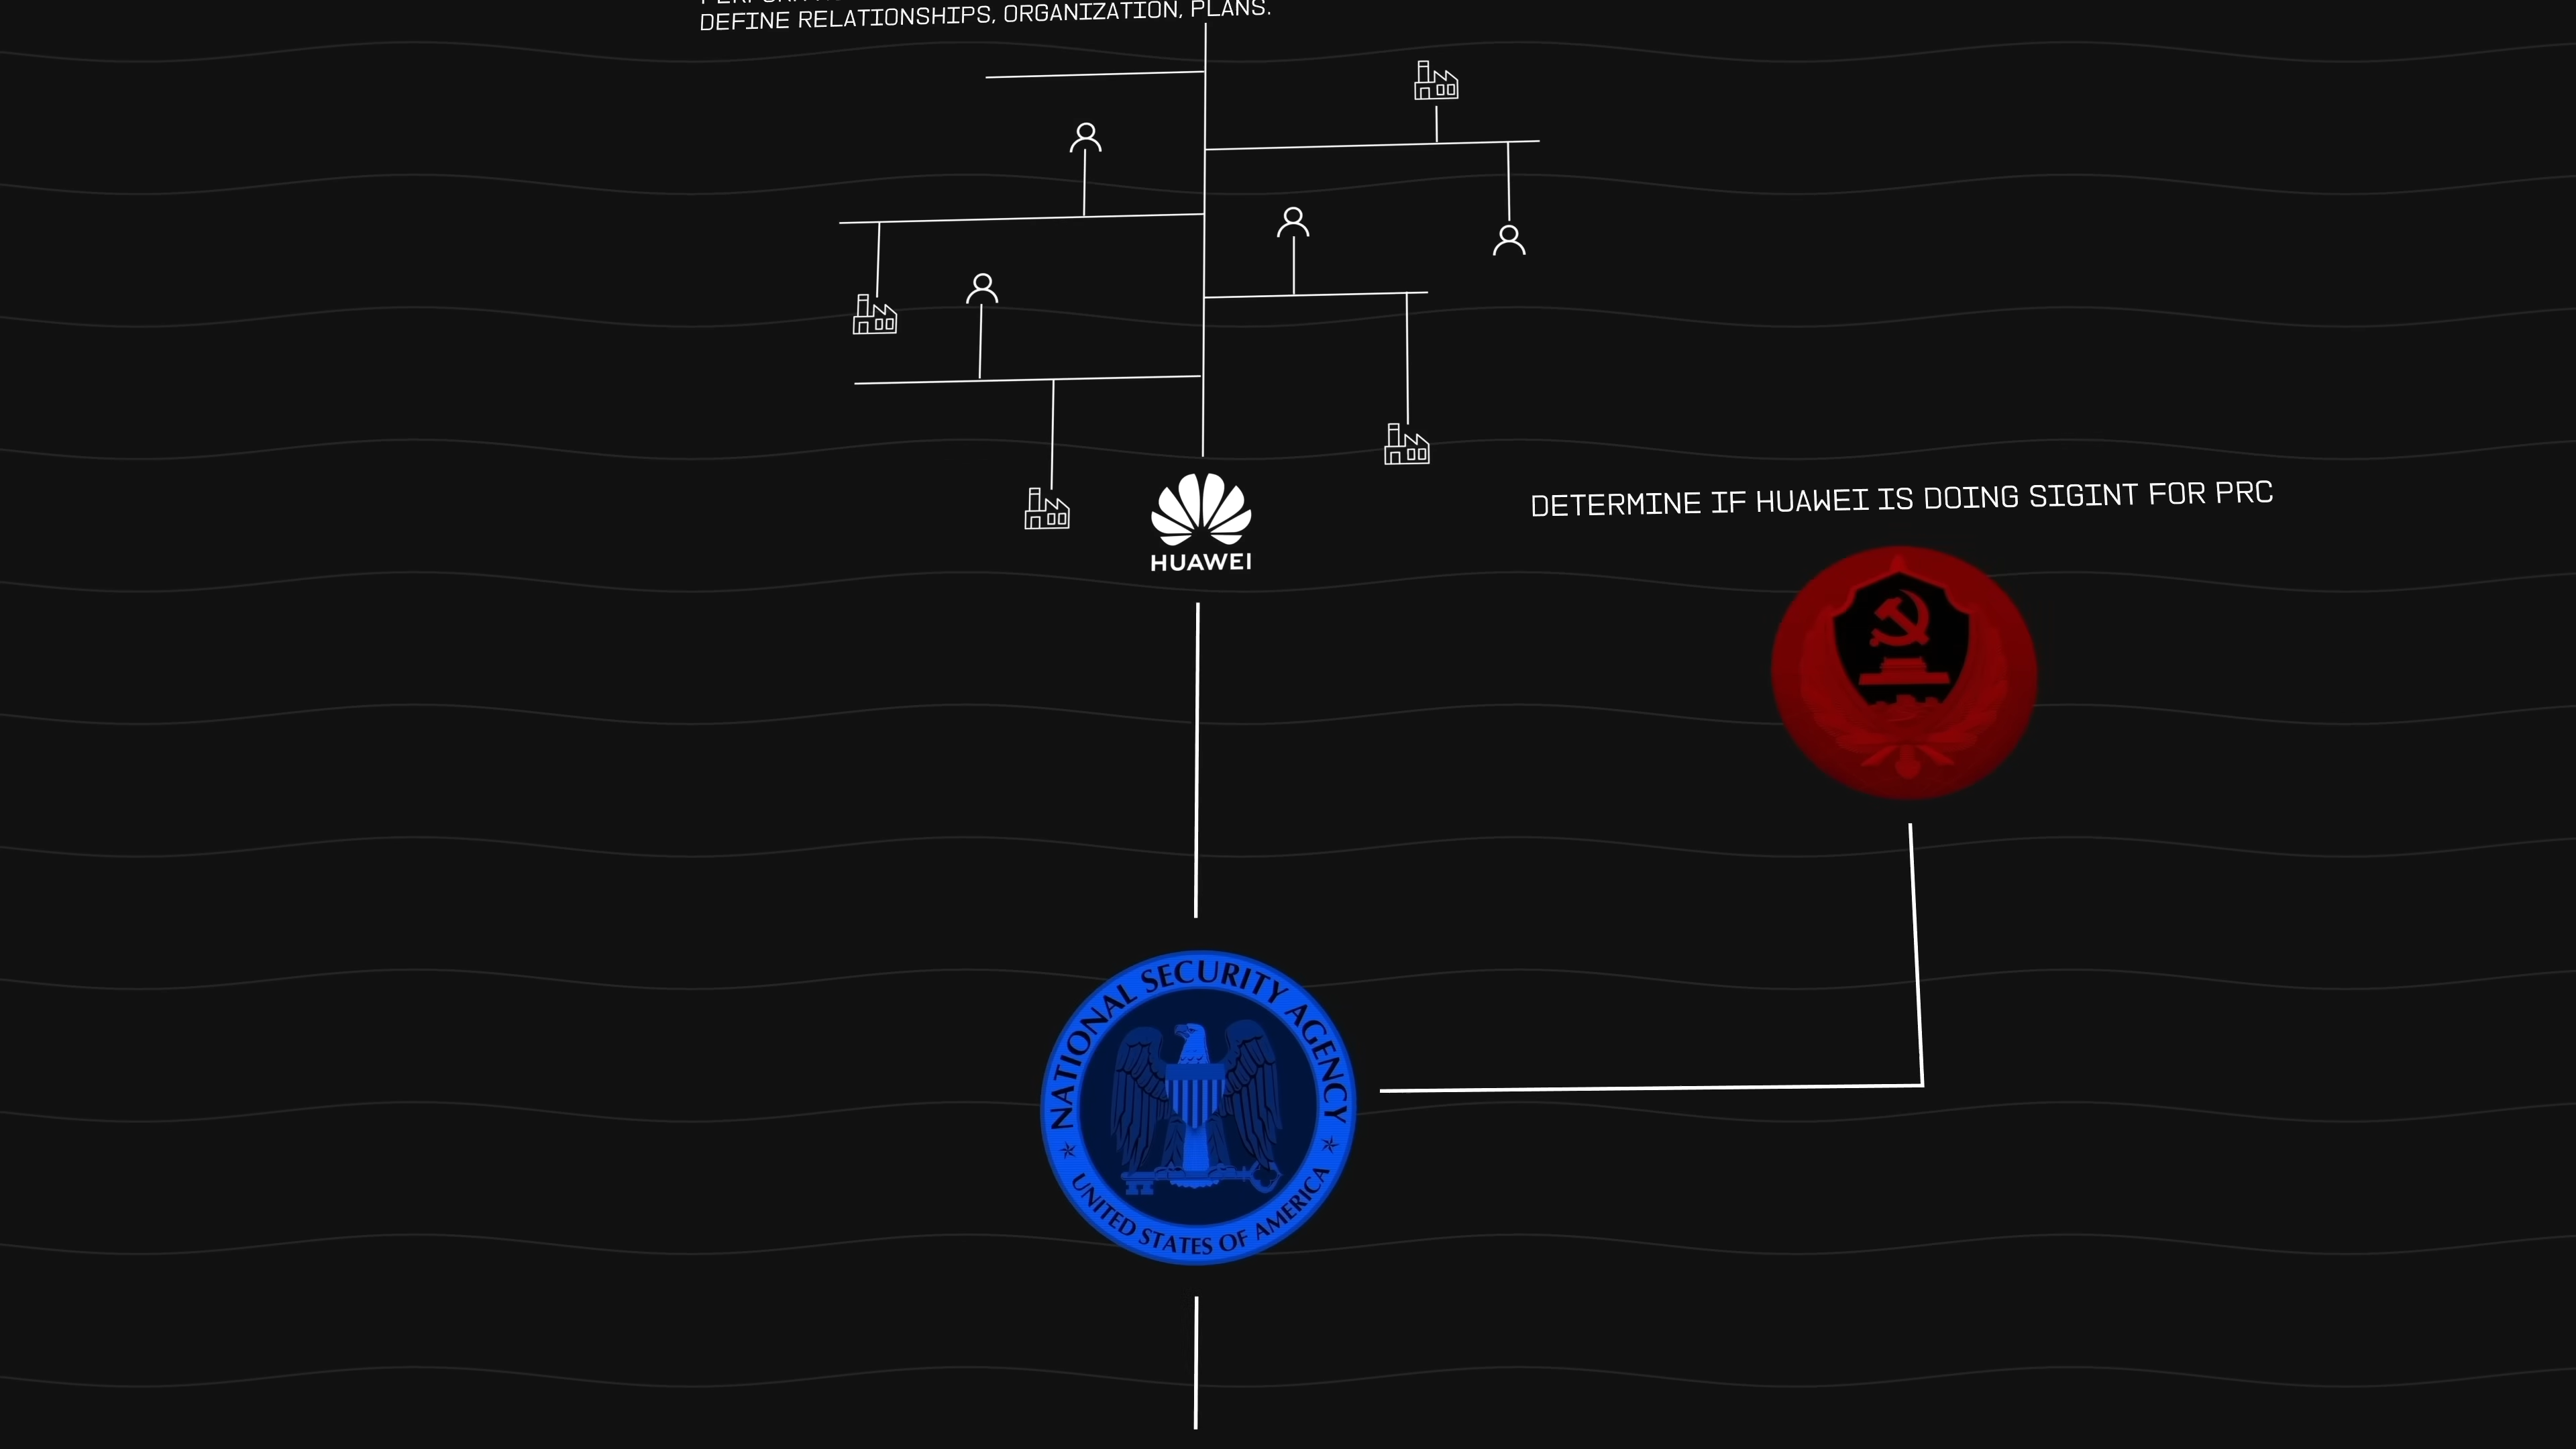 DEFINE RELATIONSHIPS, ORGANIZATION, PLANS.
HUAWEI
DETERMINE IF HUAWEI IS DOING SIGINT FOR PRC
NATIONAL SECURITY AGENCY
UNITED STATES OF AMERICA